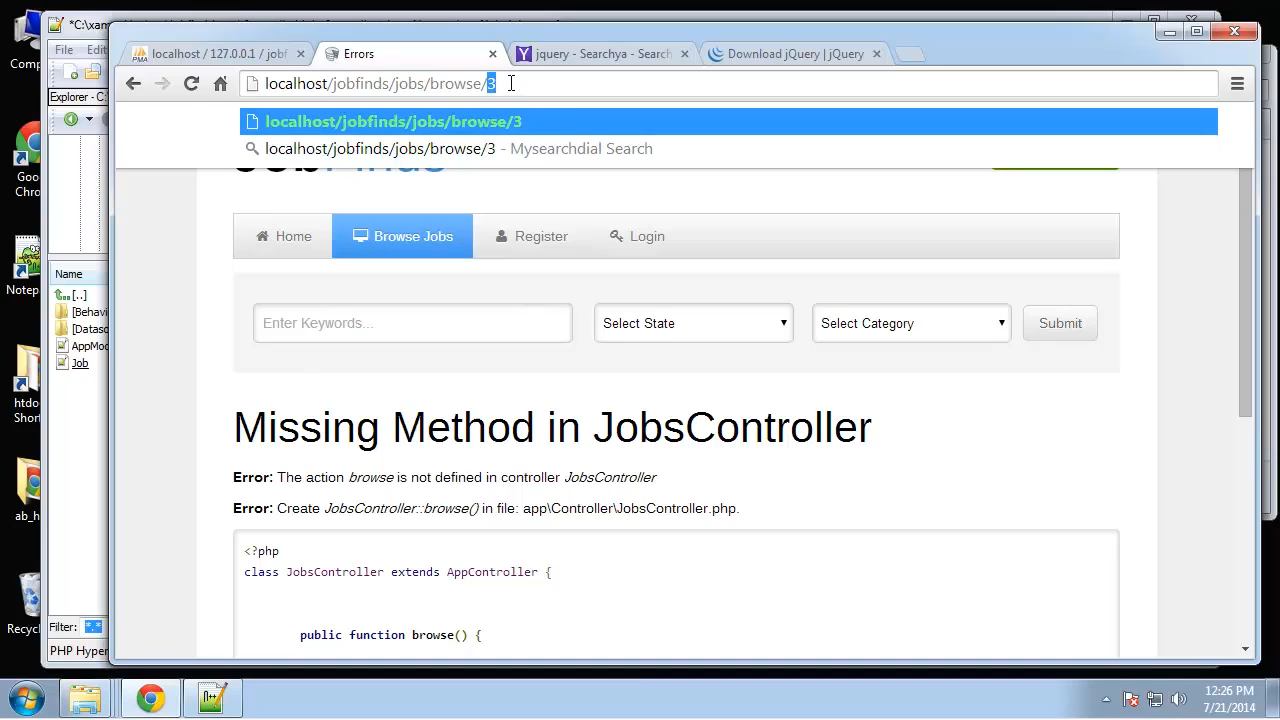 *C:\xam
localhost / 127.0.0.1 / jobf
Errors
jquery - Searchya - Search
Download jQuery | jQuery
File Edit
localhost/jobfinds/jobs/browse/3
Explorer - C:
localhost/jobfinds/jobs/browse/3
localhost/jobfinds/jobs/browse/3 - Mysearchdial Search
Comp
Goo
Chro
Notep
htdo
Short
ab_h
Recyc
Name
[..]
[Behavi
[Dataso
AppMod
Job
Filter: *.*
PHP Hyper
Home
Browse Jobs
Register
Login
Enter Keywords...
Select State
Select Category
Submit
Missing Method in JobsController
Error: The action browse is not defined in controller JobsController
Error: Create JobsController::browse() in file: app\Controller\JobsController.php.
<?php
class JobsController extends AppController {
public function browse() {
12:26 PM
7/21/2014